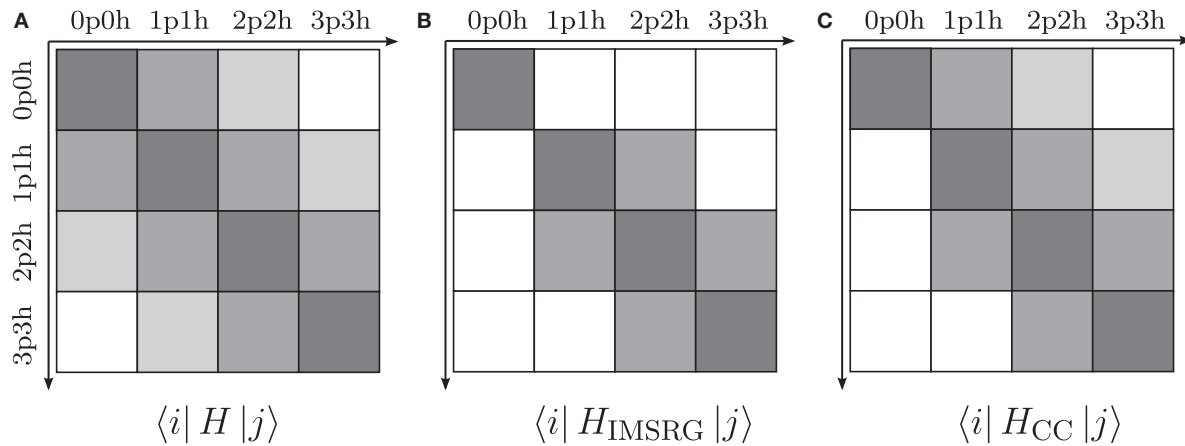 A 0p0h 1p1h 2p2h 3p3h
B 0p0h 1p1h 2p2h 3p3h
C 0p0h 1p1h 2p2h 3p3h
0p0h
1p1h
2p2h
3p3h
⟨i| H |j⟩
⟨i| H_IMSRG |j⟩
⟨i| H_CC |j⟩